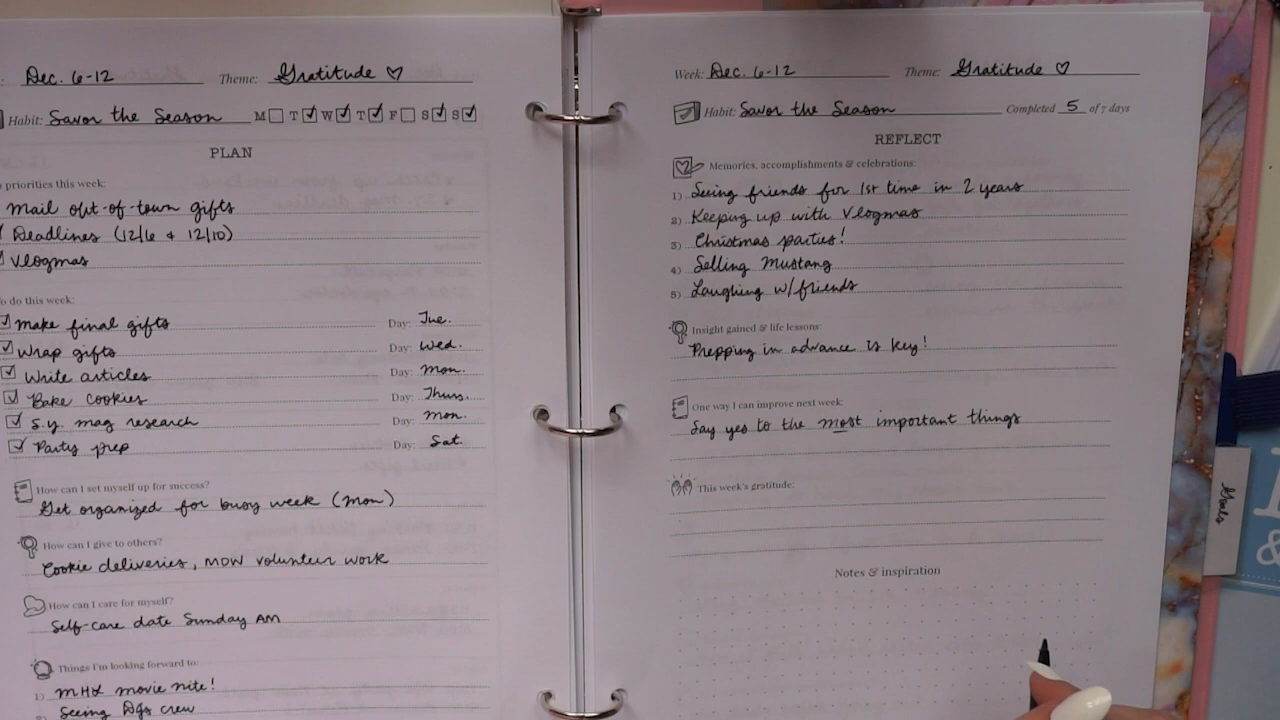 : Dec. 6-12 Theme: Gratitude ♡
Habit: Savor the Season M☐ T☑ W☑ T☑ F☐ S☑ S☑
PLAN
priorities this week:
Mail out-of-town gifts
Deadlines (12/6 & 12/10)
Vlogmas
o do this week:
☑ Make final gifts Day: Tue.
☑ Wrap gifts Day: Wed.
☑ Write articles Day: Mon.
☑ Bake cookies Day: Thurs.
☑ S.Y. mag research Day: Mon.
☑ Party prep Day: Sat.
How can I set myself up for success?
Get organized for busy week (Mon)
How can I give to others?
Cookie deliveries, MOW volunteer work
How can I care for myself?
Self-care date Sunday AM
Things I'm looking forward to:
1) movie nite!
Seeing crew
Week: Dec. 6-12 Theme: Gratitude ♡
Habit: Savor the Season Completed 5 of 7 days
REFLECT
Memories, accomplishments & celebrations:
1) Seeing friends for 1st time in 2 years
2) Keeping up with Vlogmas
3) Christmas parties!
4) Selling Mustang
5) Laughing w/friends
Insight gained & life lessons:
Prepping in advance is key!
One way I can improve next week:
Say yes to the most important things
This week's gratitude:
Notes & inspiration
Goals
&